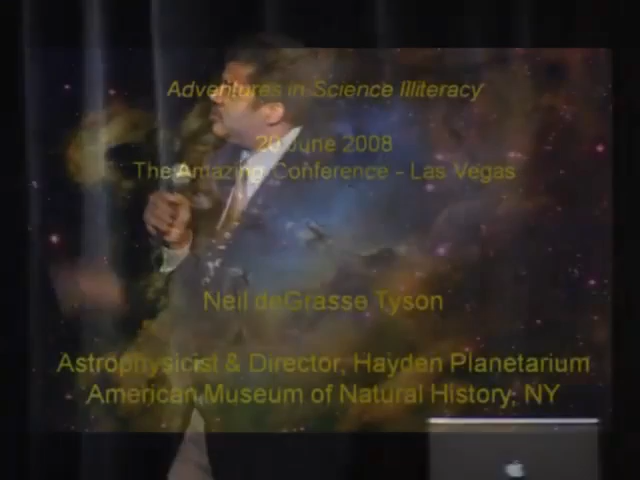 Adventures in Science Illiteracy
20 June 2008
The Amazing Conference - Las Vegas
Neil deGrasse Tyson
Astrophysicist & Director, Hayden Planetarium
American Museum of Natural History, NY